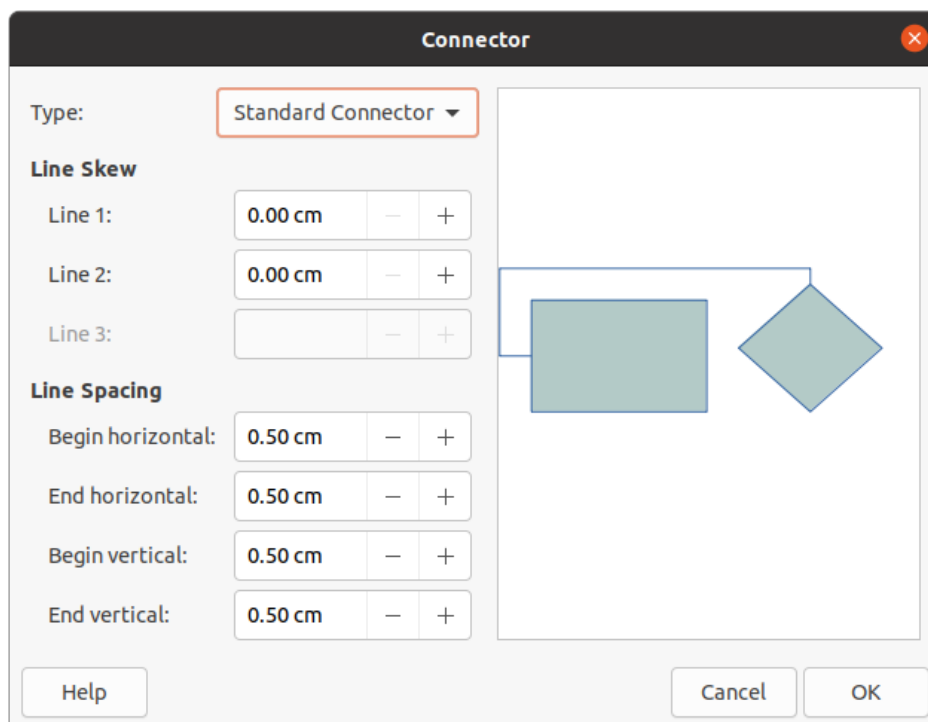 Connector
Type: Standard Connector
Line Skew
Line 1: 0.00 cm
Line 2: 0.00 cm
Line 3:
Line Spacing
Begin horizontal: 0.50 cm
End horizontal: 0.50 cm
Begin vertical: 0.50 cm
End vertical: 0.50 cm
Help Cancel OK